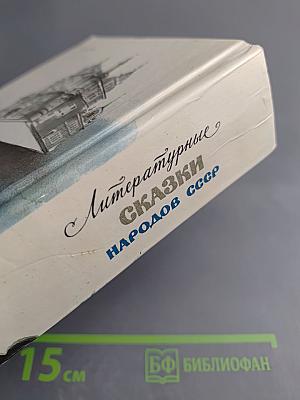 Литературные
СКАЗКИ
НАРОДОВ СССР
15 см
БФ БИБЛИОФАН